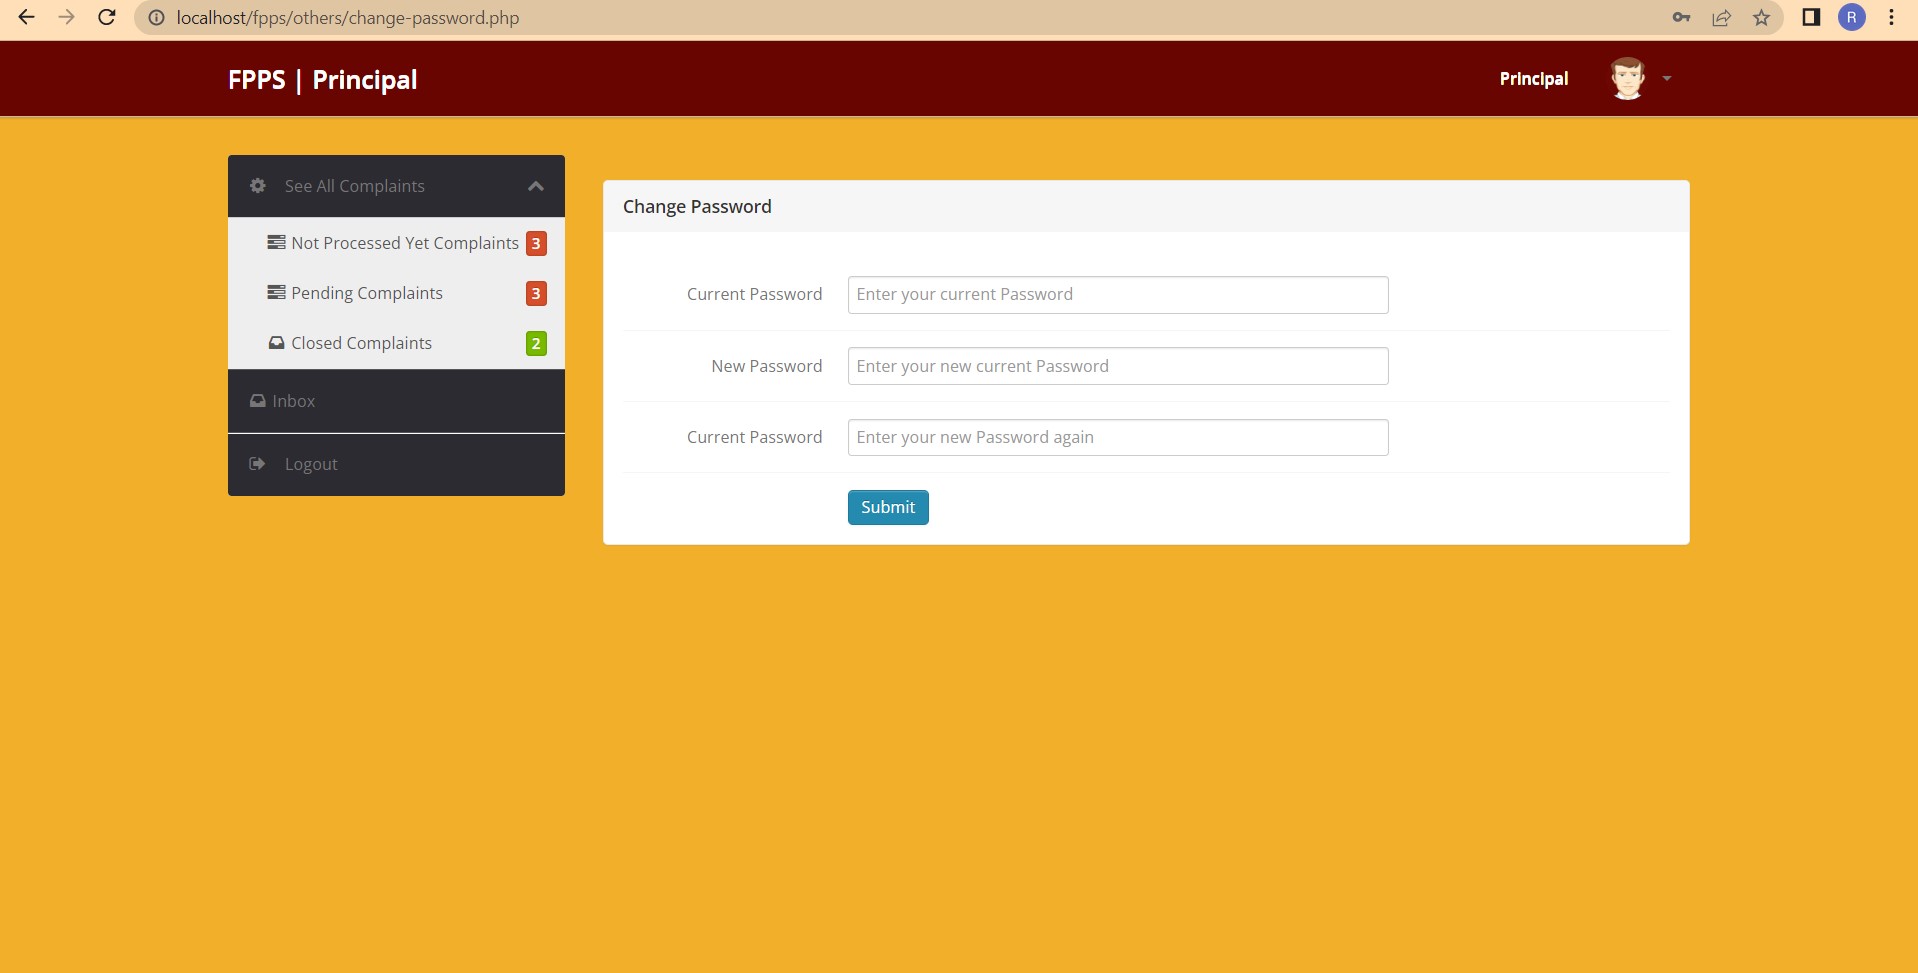 localhost/fpps/others/change-password.php
R
FPPS | Principal
Principal
See All Complaints
Not Processed Yet Complaints 3
Pending Complaints 3
Closed Complaints 2
Inbox
Logout
Change Password
Current Password Enter your current Password
New Password Enter your new current Password
Current Password Enter your new Password again
Submit